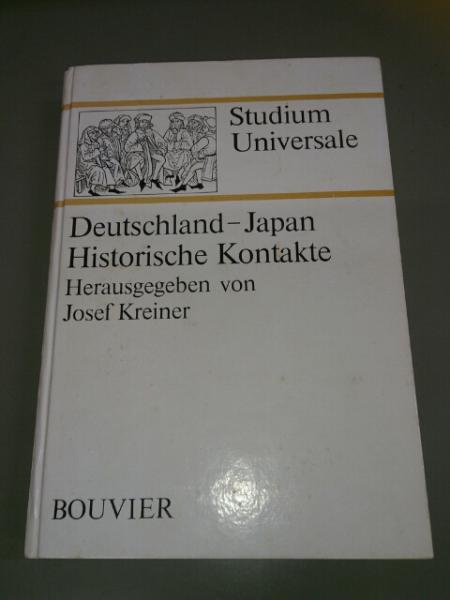 Studium
Universale
Deutschland–Japan
Historische Kontakte
Herausgegeben von
Josef Kreiner
BOUVIER